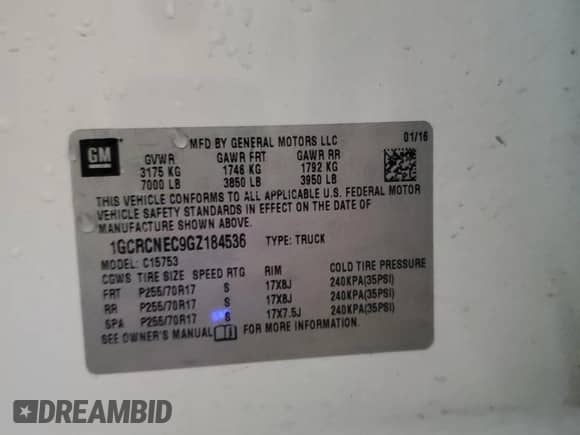 MFD BY GENERAL MOTORS LLC 01/16
GM
GVWR GAWR FRT GAWR RR
3175 KG 1746 KG 1792 KG
7000 LB 3850 LB 3950 LB
THIS VEHICLE CONFORMS TO ALL APPLICABLE U.S. FEDERAL MOTOR
VEHICLE SAFETY STANDARDS IN EFFECT ON THE DATE OF
MANUFACTURE SHOWN ABOVE.
1GCRCNEC9GZ184536 TYPE: TRUCK
MODEL: C15753
CGWS TIRE SIZE SPEED RTG RIM COLD TIRE PRESSURE
FRT P255/70R17 S 17X8J 240KPA(35PSI)
RR P255/70R17 S 17X8J 240KPA(35PSI)
SPA P255/70R17 S 17X7.5J 240KPA(35PSI)
SEE OWNER'S MANUAL FOR MORE INFORMATION.
DREAMBID